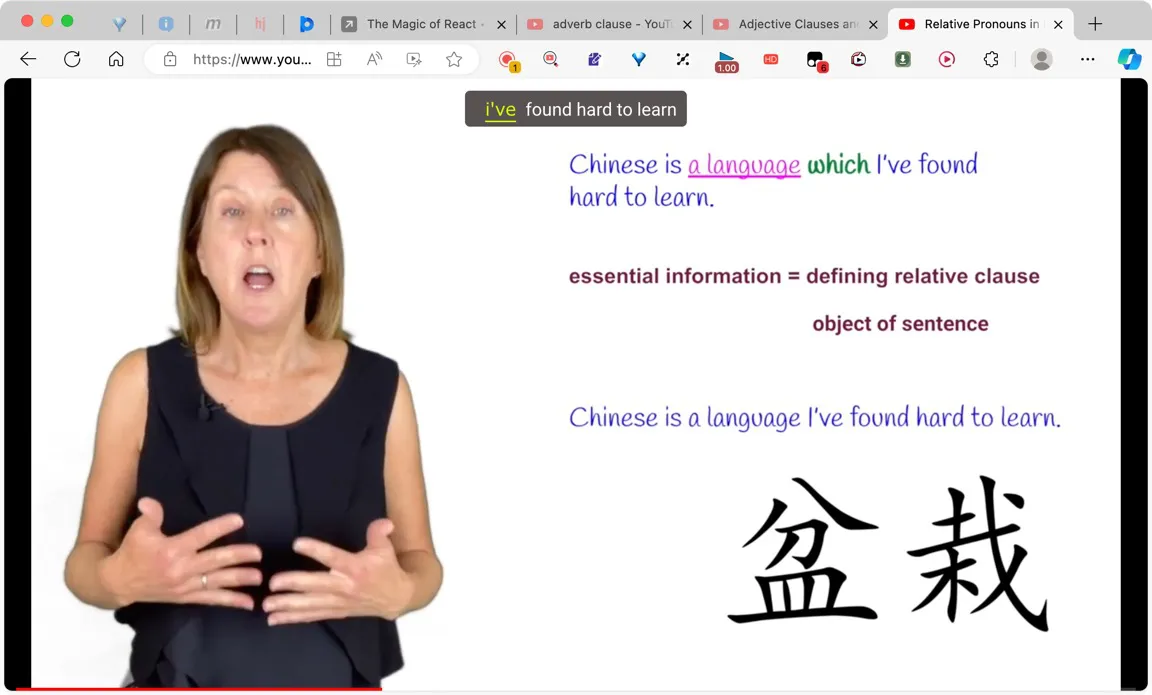 The Magic of React -
adverb clause - YouT
Adjective Clauses an
Relative Pronouns in
https://www.you...
1
1.00
HD
6
i've found hard to learn
Chinese is a language which I've found
hard to learn.
essential information = defining relative clause
object of sentence
Chinese is a language I've found hard to learn.
盆栽